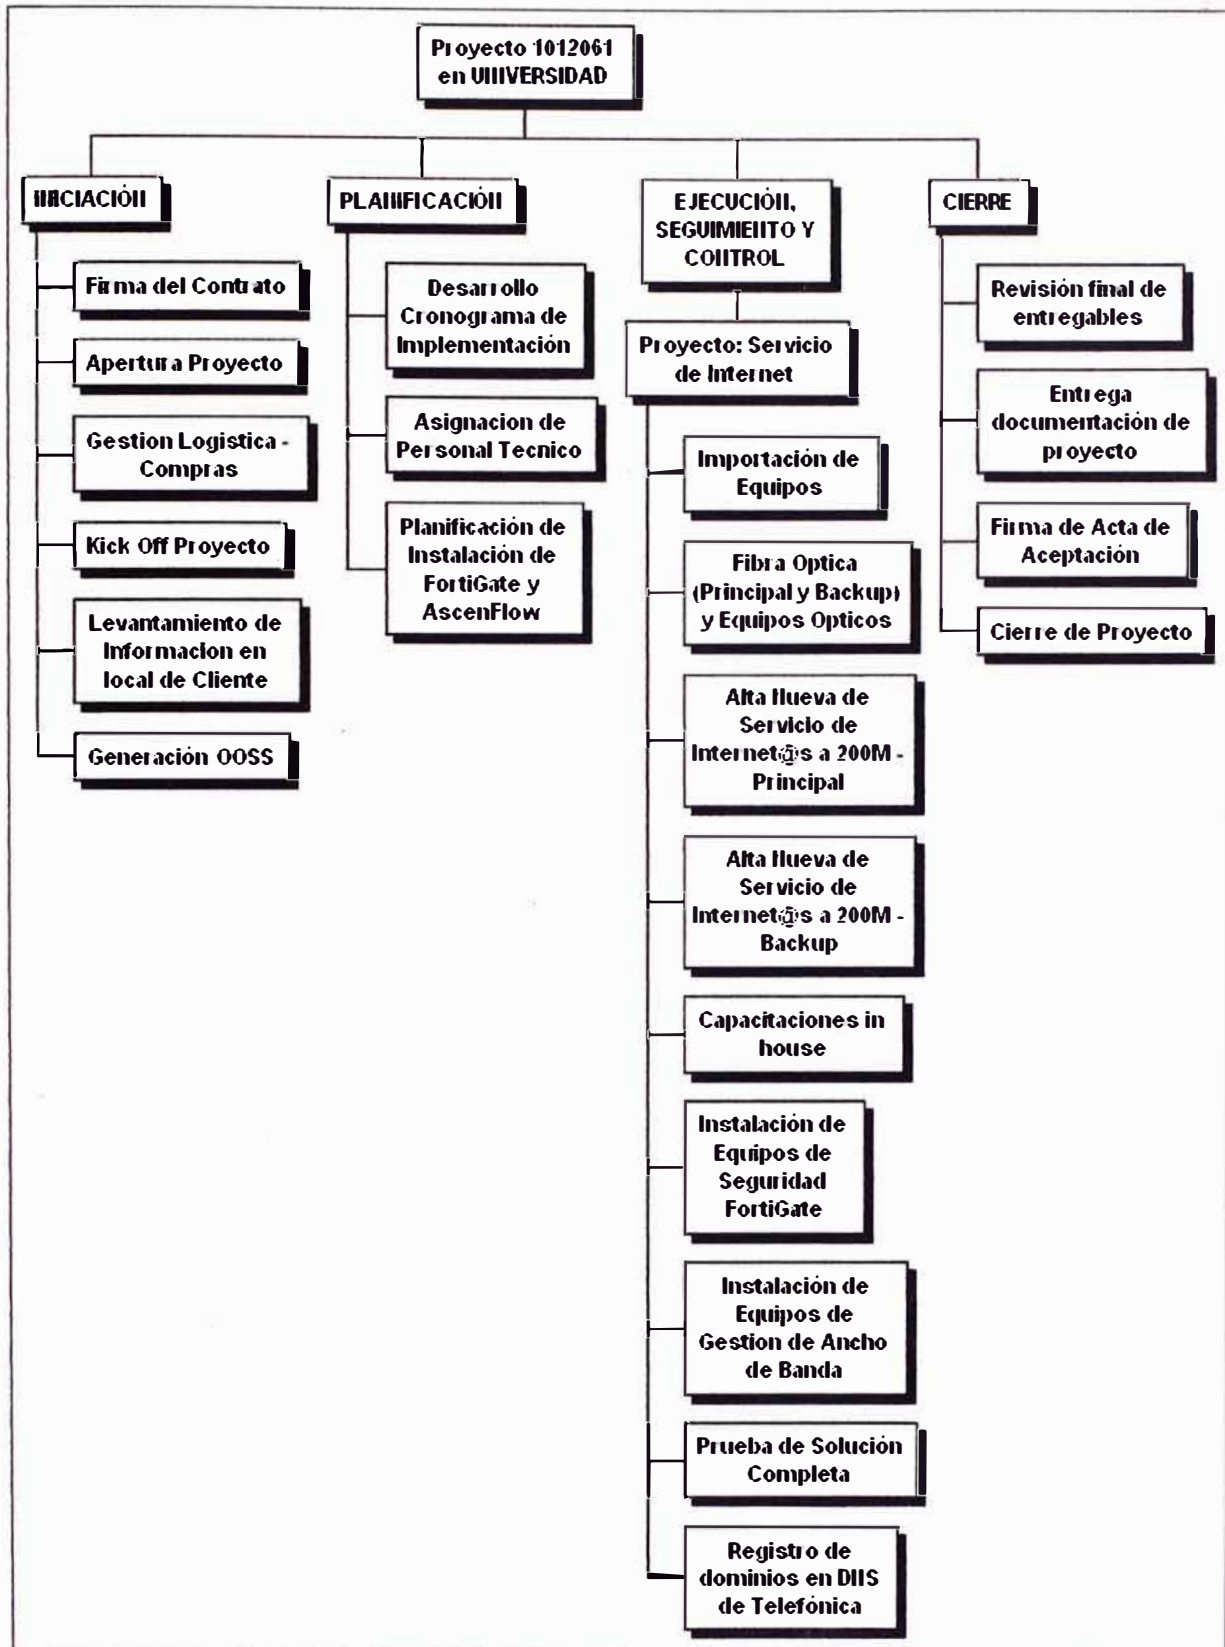 Proyecto 1012061
en UNIVERSIDAD
INICIACIÓN
PLANIFICACIÓN
EJECUCIÓN,
SEGUIMIENTO Y
CONTROL
CIERRE
Firma del Contrato
Apertura Proyecto
Gestion Logistica -
Compras
Kick Off Proyecto
Levantamiento de
Informacion en
local de Cliente
Generación OOSS
Desarrollo
Cronograma de
Implementación
Asignacion de
Personal Tecnico
Planificación de
Instalación de
FortiGate y
AscenFlow
Proyecto: Servicio
de Internet
Importación de
Equipos
Fibra Optica
(Principal y Backup)
y Equipos Opticos
Alta Nueva de
Servicio de
Internet@s a 200M -
Principal
Alta Nueva de
Servicio de
Internet@s a 200M -
Backup
Capacitaciones in
house
Instalación de
Equipos de
Seguridad
FortiGate
Instalación de
Equipos de
Gestion de Ancho
de Banda
Prueba de Solución
Completa
Registro de
dominios en DNS
de Telefónica
Revisión final de
entregables
Entrega
documentación de
proyecto
Firma de Acta de
Aceptación
Cierre de Proyecto